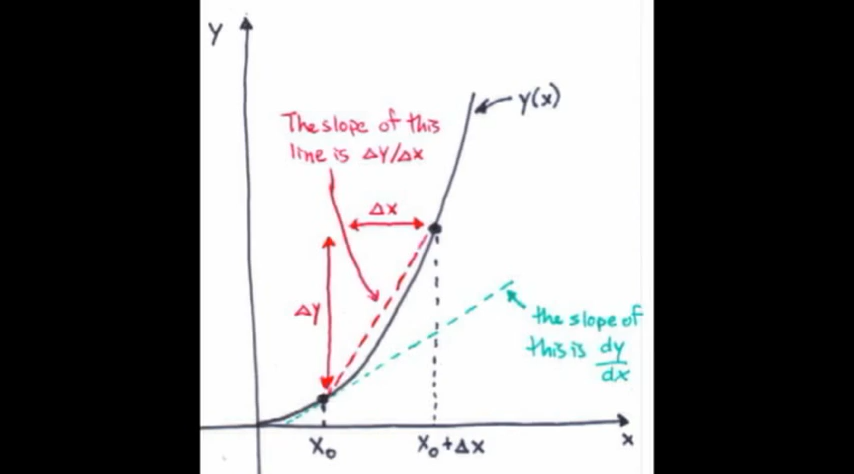 Y
y(x)
The slope of this
line is ΔY/Δx
Δx
ΔY
the slope of
this is dy
dx
x
X₀
X₀+Δx